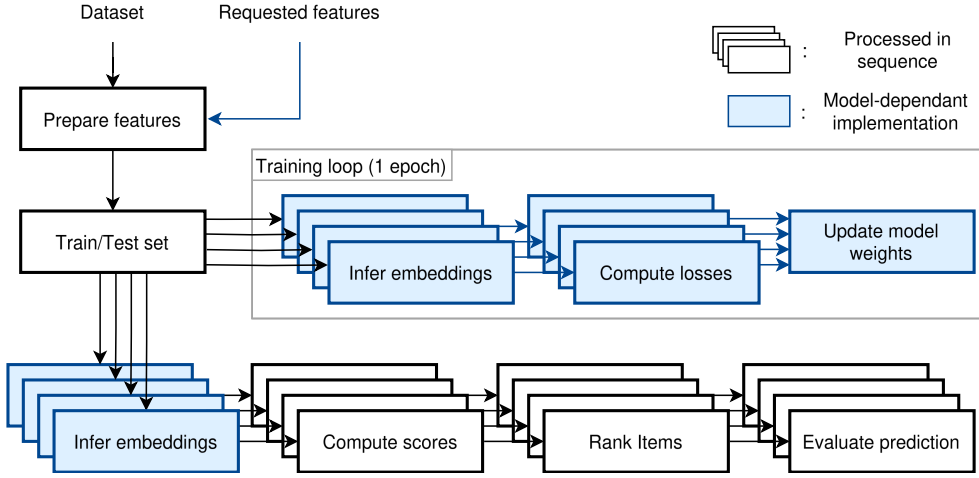 Dataset
Requested features
: Processed in
sequence
Prepare features
: Model-dependant
implementation
Training loop (1 epoch)
Train/Test set
Infer embeddings
Compute losses
Update model
weights
Infer embeddings
Compute scores
Rank Items
Evaluate prediction